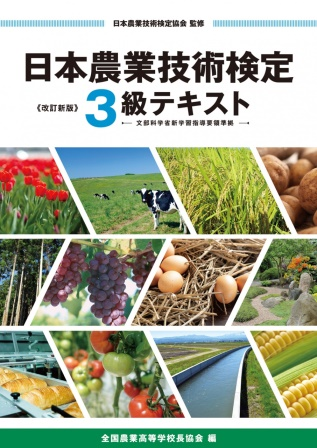 日本農業技術検定協会 監修
日本農業技術検定
《改訂新版》
3級テキスト
文部科学省新学習指導要領準拠
全国農業高等学校長協会 編